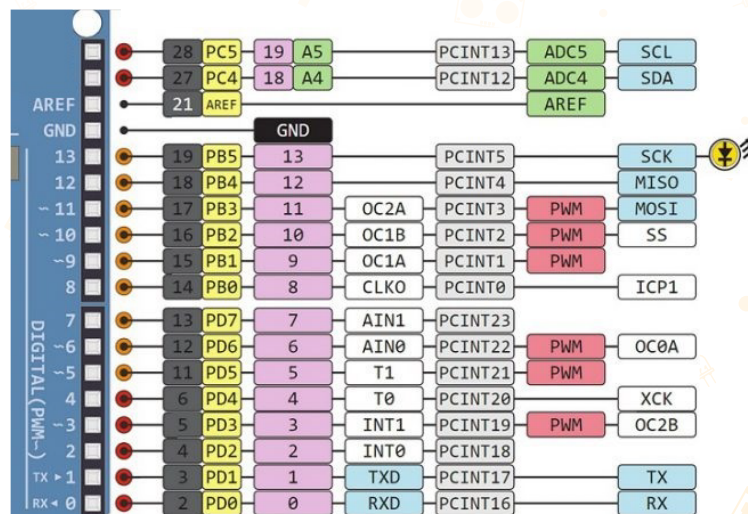 28 PC5 19 A5 PCINT13 ADC5 SCL
27 PC4 18 A4 PCINT12 ADC4 SDA
AREF 21 AREF AREF
GND GND
13 19 PB5 13 PCINT5 SCK
12 18 PB4 12 PCINT4 MISO
~11 17 PB3 11 OC2A PCINT3 PWM MOSI
~10 16 PB2 10 OC1B PCINT2 PWM SS
~9 15 PB1 9 OC1A PCINT1 PWM
8 14 PB0 8 CLKO PCINT0 ICP1
7 13 PD7 7 AIN1 PCINT23
~6 12 PD6 6 AIN0 PCINT22 PWM OC0A
~5 11 PD5 5 T1 PCINT21 PWM
4 6 PD4 4 T0 PCINT20 XCK
~3 5 PD3 3 INT1 PCINT19 PWM OC2B
2 4 PD2 2 INT0 PCINT18
TX ▸ 1 3 PD1 1 TXD PCINT17 TX
RX ◂ 0 2 PD0 0 RXD PCINT16 RX
DIGITAL (PWM~)